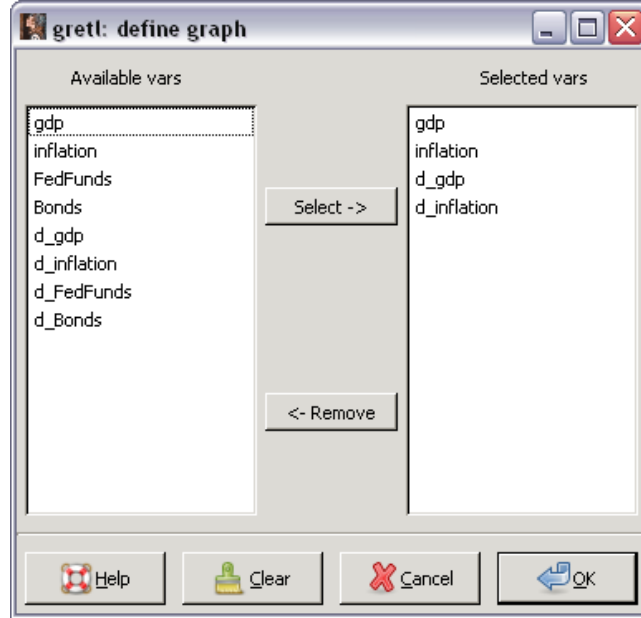 gretl: define graph
Available vars
Selected vars
gdp
inflation
FedFunds
Bonds
d_gdp
d_inflation
d_FedFunds
d_Bonds
Select ->
<- Remove
gdp
inflation
d_gdp
d_inflation
Help
Clear
Cancel
OK